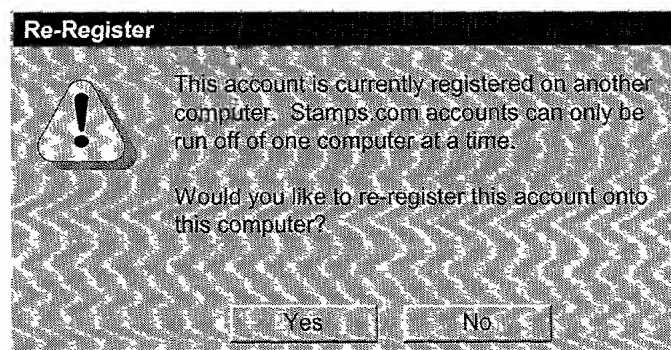 Re-Register
This account is currently registered on another
computer. Stamps.com accounts can only be
run off of one computer at a time.
Would you like to re-register this account onto
this computer?
Yes
No